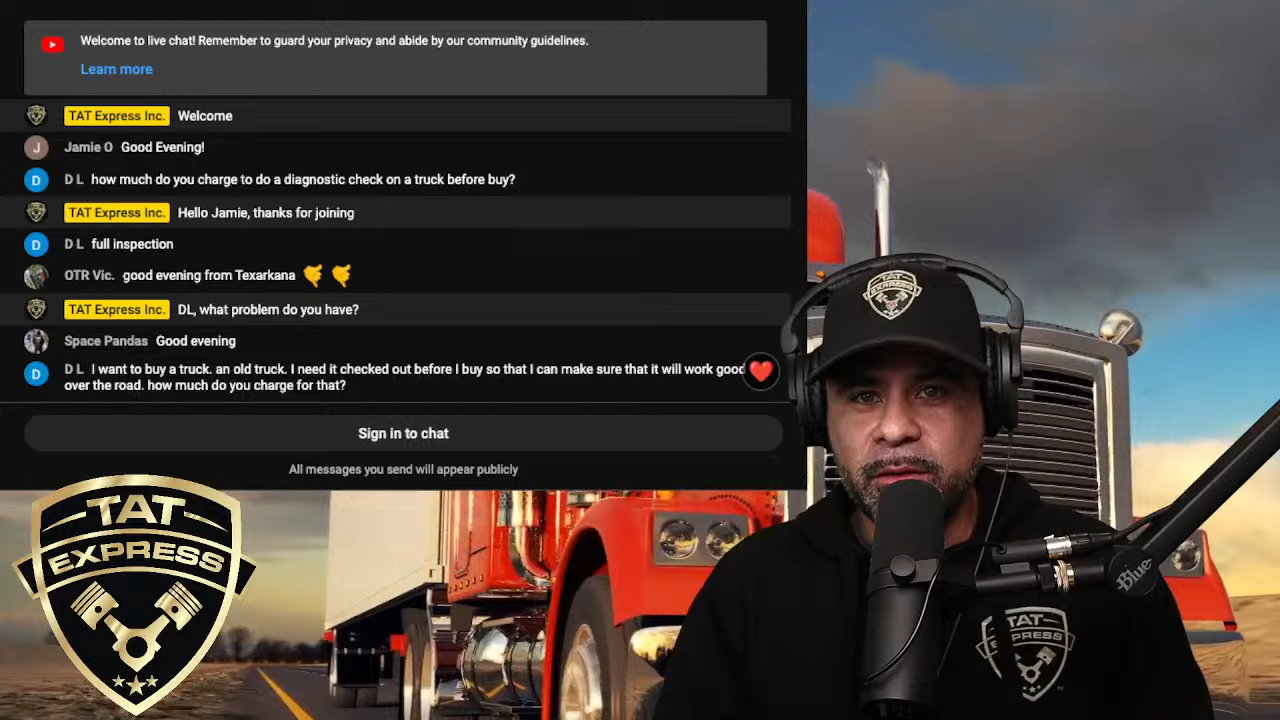 Welcome to live chat! Remember to guard your privacy and abide by our community guidelines.
Learn more
TAT Express Inc. Welcome
J Jamie O Good Evening!
D D L how much do you charge to do a diagnostic check on a truck before buy?
TAT Express Inc. Hello Jamie, thanks for joining
D D L full inspection
OTR Vic. good evening from Texarkana 🤙 🤙
TAT Express Inc. DL, what problem do you have?
Space Pandas Good evening
D D L I want to buy a truck. an old truck. I need it checked out before I buy so that I can make sure that it will work good
over the road. how much do you charge for that?
Sign in to chat
All messages you send will appear publicly
TAT
EXPRESS
TAT
EXPRESS
Blue
TAT
EXPRESS